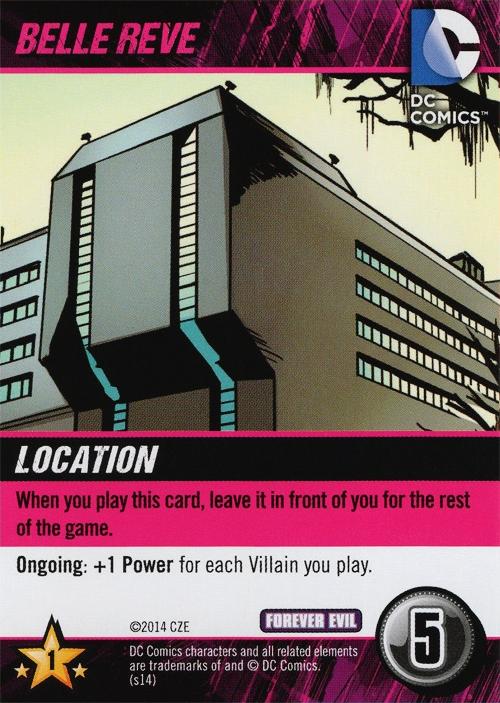 BELLE REVE
DC
COMICS™
LOCATION
When you play this card, leave it in front of you for the rest
of the game.
Ongoing: +1 Power for each Villain you play.
©2014 CZE
FOREVER EVIL
5
1
DC Comics characters and all related elements
are trademarks of and © DC Comics.
(s14)